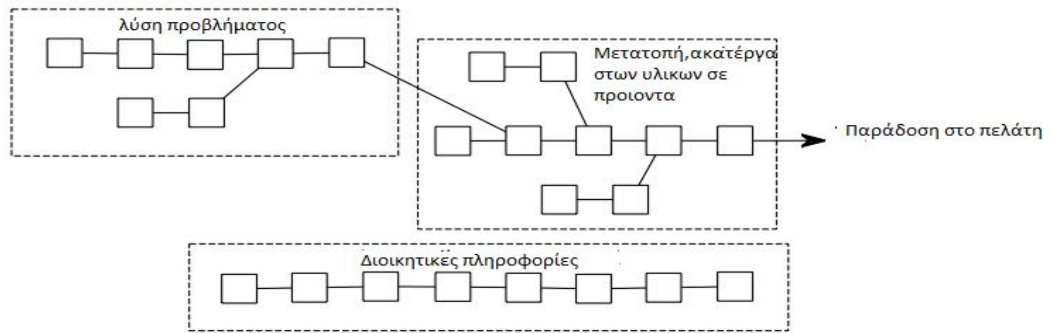 λύση προβλήματος
Μετατοπή,ακατέργα
στων υλικων σε
προιοντα
Παράδοση στο πελάτη
Διοικητικές πληροφορίες